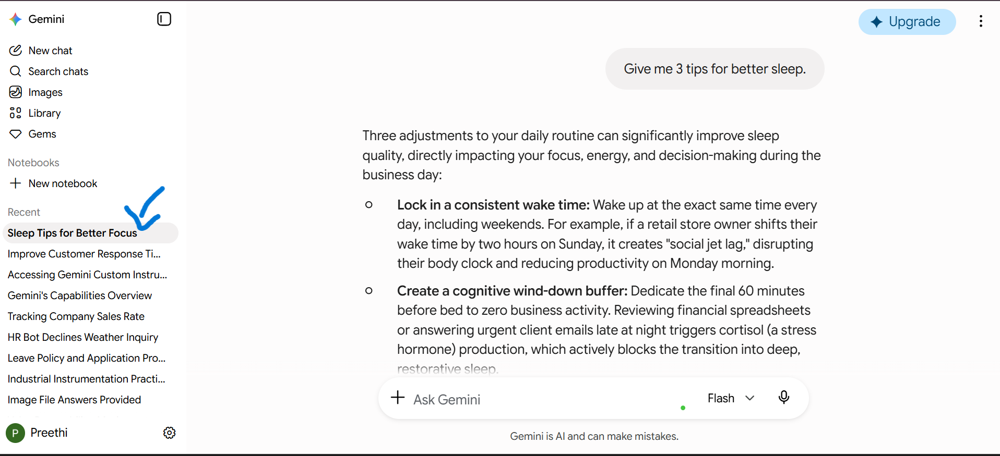 Gemini
New chat
Search chats
Images
Library
Gems
Notebooks
New notebook
Recent
Sleep Tips for Better Focus
Improve Customer Response Ti...
Accessing Gemini Custom Instru...
Gemini's Capabilities Overview
Tracking Company Sales Rate
HR Bot Declines Weather Inquiry
Leave Policy and Application Pro...
Industrial Instrumentation Practi...
Image File Answers Provided
P Preethi
Upgrade
Give me 3 tips for better sleep.
Three adjustments to your daily routine can significantly improve sleep
quality, directly impacting your focus, energy, and decision-making during the
business day:
Lock in a consistent wake time: Wake up at the exact same time every
day, including weekends. For example, if a retail store owner shifts their
wake time by two hours on Sunday, it creates "social jet lag," disrupting
their body clock and reducing productivity on Monday morning.
Create a cognitive wind-down buffer: Dedicate the final 60 minutes
before bed to zero business activity. Reviewing financial spreadsheets
or answering urgent client emails late at night triggers cortisol (a stress
hormone) production, which actively blocks the transition into deep,
restorative sleep.
Ask Gemini
Flash
Gemini is AI and can make mistakes.